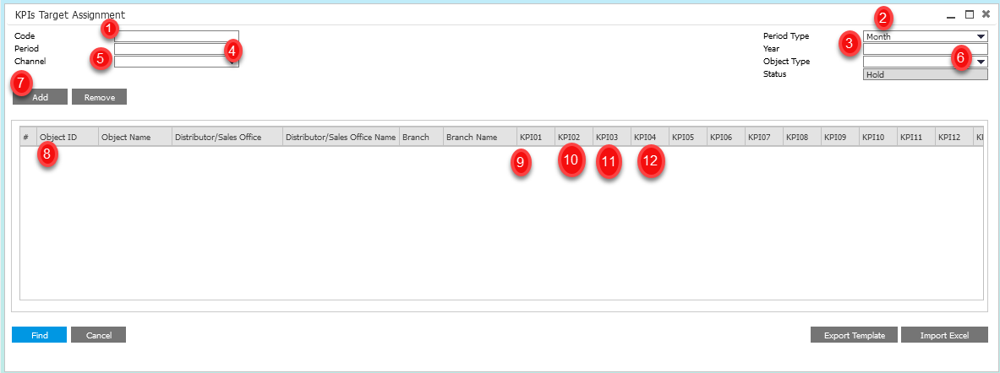 KPIs Target Assignment
2
1
Code
Period Type Month
Period
4
3 Year
Channel
5
Object Type
6
Status Hold
7
Add Remove
# Object ID Object Name Distributor/Sales Office Distributor/Sales Office Name Branch Branch Name KPI01 KPI02 KPI03 KPI04 KPI05 KPI06 KPI07 KPI08 KPI09 KPI10 KPI11 KPI12
8 9 10 11 12
Find Cancel Export Template Import Excel